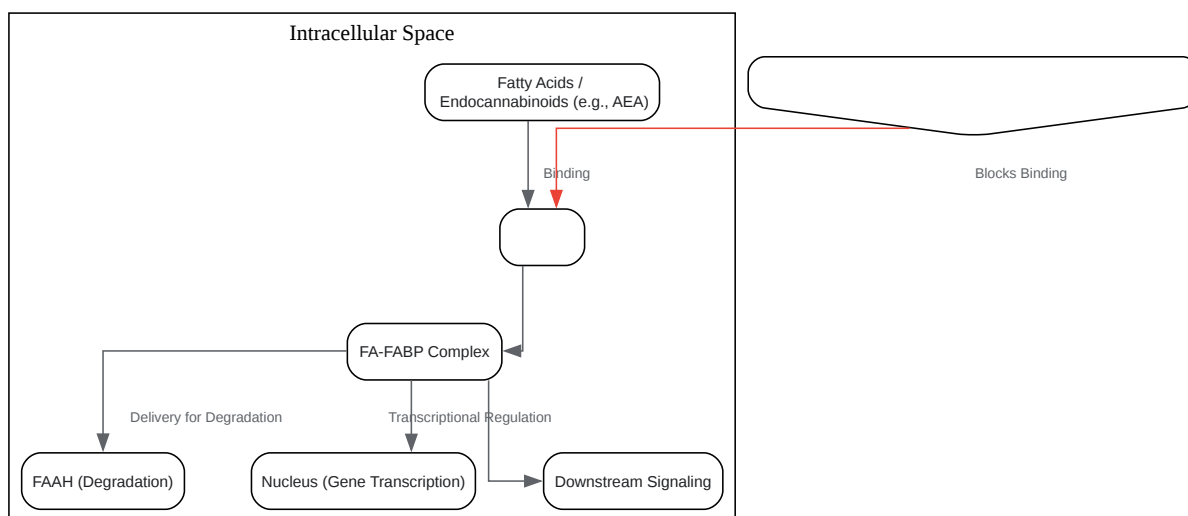 Intracellular Space
Fatty Acids /
Endocannabinoids (e.g., AEA)
Binding
Blocks Binding
FA-FABP Complex
Delivery for Degradation
Transcriptional Regulation
FAAH (Degradation)
Nucleus (Gene Transcription)
Downstream Signaling